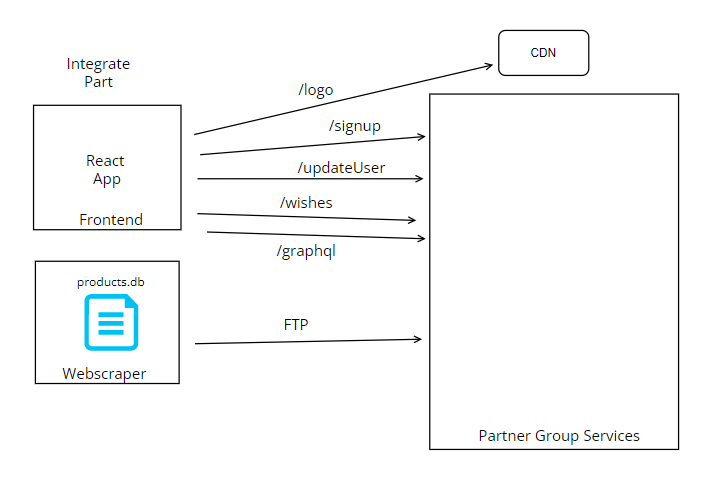 CDN
Integrate
Part
/logo
/signup
React
App
/updateUser
/wishes
Frontend
/graphql
products.db
FTP
Webscraper
Partner Group Services